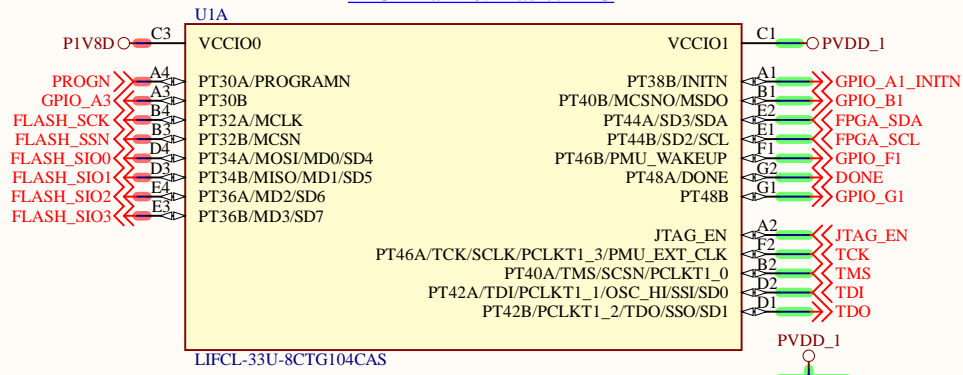 U1A
P1V8D C3 VCCIO0 VCCIO1 C1 PVDD_1
PROGN A4 PT30A/PROGRAMN PT38B/INITN A1 GPIO_A1_INITN
GPIO_A3 A3 PT30B PT40B/MCSNO/MSDO B1 GPIO_B1
FLASH_SCK B4 PT32A/MCLK PT44A/SD3/SDA E2 FPGA_SDA
FLASH_SSN B3 PT32B/MCSN PT44B/SD2/SCL E1 FPGA_SCL
FLASH_SIO0 D4 PT34A/MOSI/MD0/SD4 PT46B/PMU_WAKEUP F1 GPIO_F1
FLASH_SIO1 D3 PT34B/MISO/MD1/SD5 PT48A/DONE G2 DONE
FLASH_SIO2 E4 PT36A/MD2/SD6 PT48B G1 GPIO_G1
FLASH_SIO3 E3 PT36B/MD3/SD7
JTAG_EN A2 JTAG_EN
PT46A/TCK/SCLK/PCLKT1_3/PMU_EXT_CLK F2 TCK
PT40A/TMS/SCSN/PCLKT1_0 B2 TMS
PT42A/TDI/PCLKT1_1/OSC_HI/SSI/SD0 D2 TDI
PT42B/PCLKT1_2/TDO/SSO/SD1 D1 TDO
LIFCL-33U-8CTG104CAS
PVDD_1